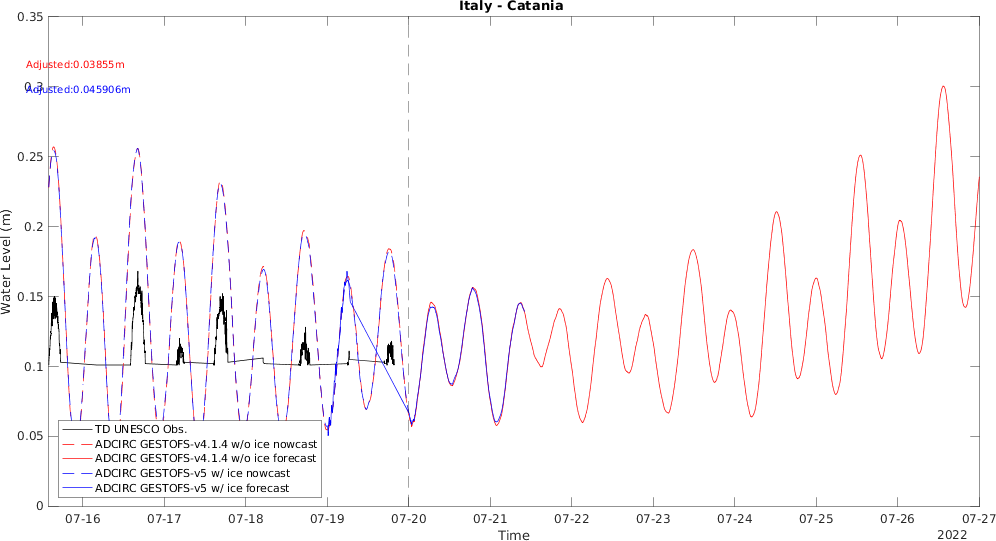 Italy - Catania
0.35
Adjusted:0.03855m
0.3
Adjusted:0.045906m
0.25
0.2
0.15
0.1
0.05
0
Water Level (m)
TD UNESCO Obs.
ADCIRC GESTOFS-v4.1.4 w/o ice nowcast
ADCIRC GESTOFS-v4.1.4 w/o ice forecast
ADCIRC GESTOFS-v5 w/ ice nowcast
ADCIRC GESTOFS-v5 w/ ice forecast
07-16 07-17 07-18 07-19 07-20 07-21 07-22 07-23 07-24 07-25 07-26 07-27
Time
2022